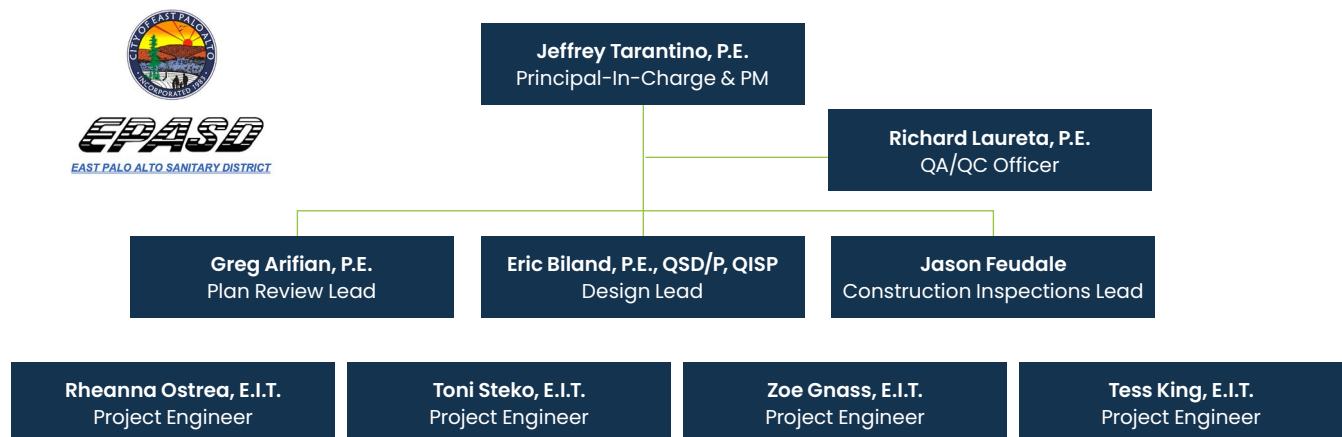 CITY OF EAST PALO ALTO
INCORPORATED 1983
EPASD
EAST PALO ALTO SANITARY DISTRICT
Jeffrey Tarantino, P.E.
Principal-In-Charge & PM
Richard Laureta, P.E.
QA/QC Officer
Greg Arifian, P.E.
Plan Review Lead
Eric Biland, P.E., QSD/P, QISP
Design Lead
Jason Feudale
Construction Inspections Lead
Rheanna Ostrea, E.I.T.
Project Engineer
Toni Steko, E.I.T.
Project Engineer
Zoe Gnass, E.I.T.
Project Engineer
Tess King, E.I.T.
Project Engineer